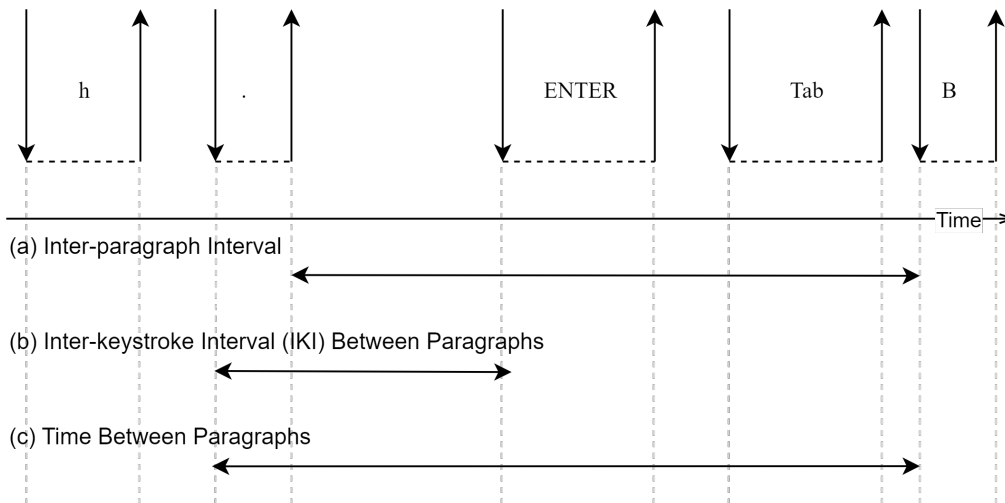 h . ENTER Tab B
Time
(a) Inter-paragraph Interval
(b) Inter-keystroke Interval (IKI) Between Paragraphs
(c) Time Between Paragraphs